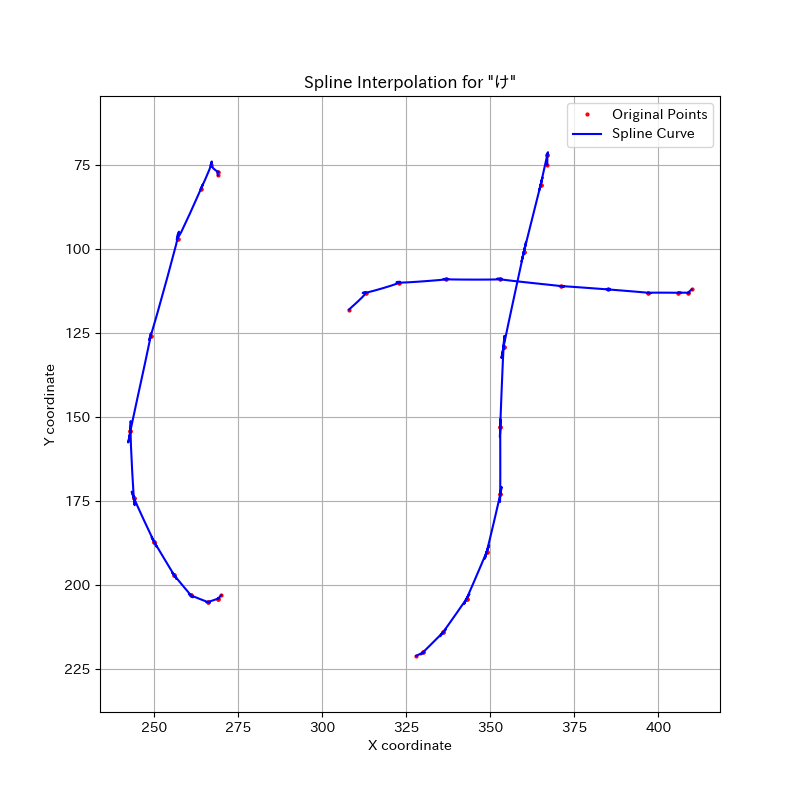 Spline Interpolation for "け"
Original Points
Spline Curve
け
75
100
125
150
175
200
225
Y coordinate
250
275
300
325
350
375
400
X coordinate